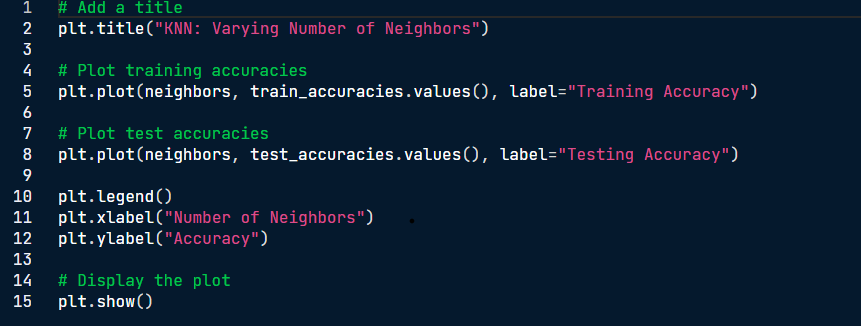 1 # Add a title
2 plt.title("KNN: Varying Number of Neighbors")
3
4 # Plot training accuracies
5 plt.plot(neighbors, train_accuracies.values(), label="Training Accuracy")
6
7 # Plot test accuracies
8 plt.plot(neighbors, test_accuracies.values(), label="Testing Accuracy")
9
10 plt.legend()
11 plt.xlabel("Number of Neighbors")
12 plt.ylabel("Accuracy")
13
14 # Display the plot
15 plt.show()